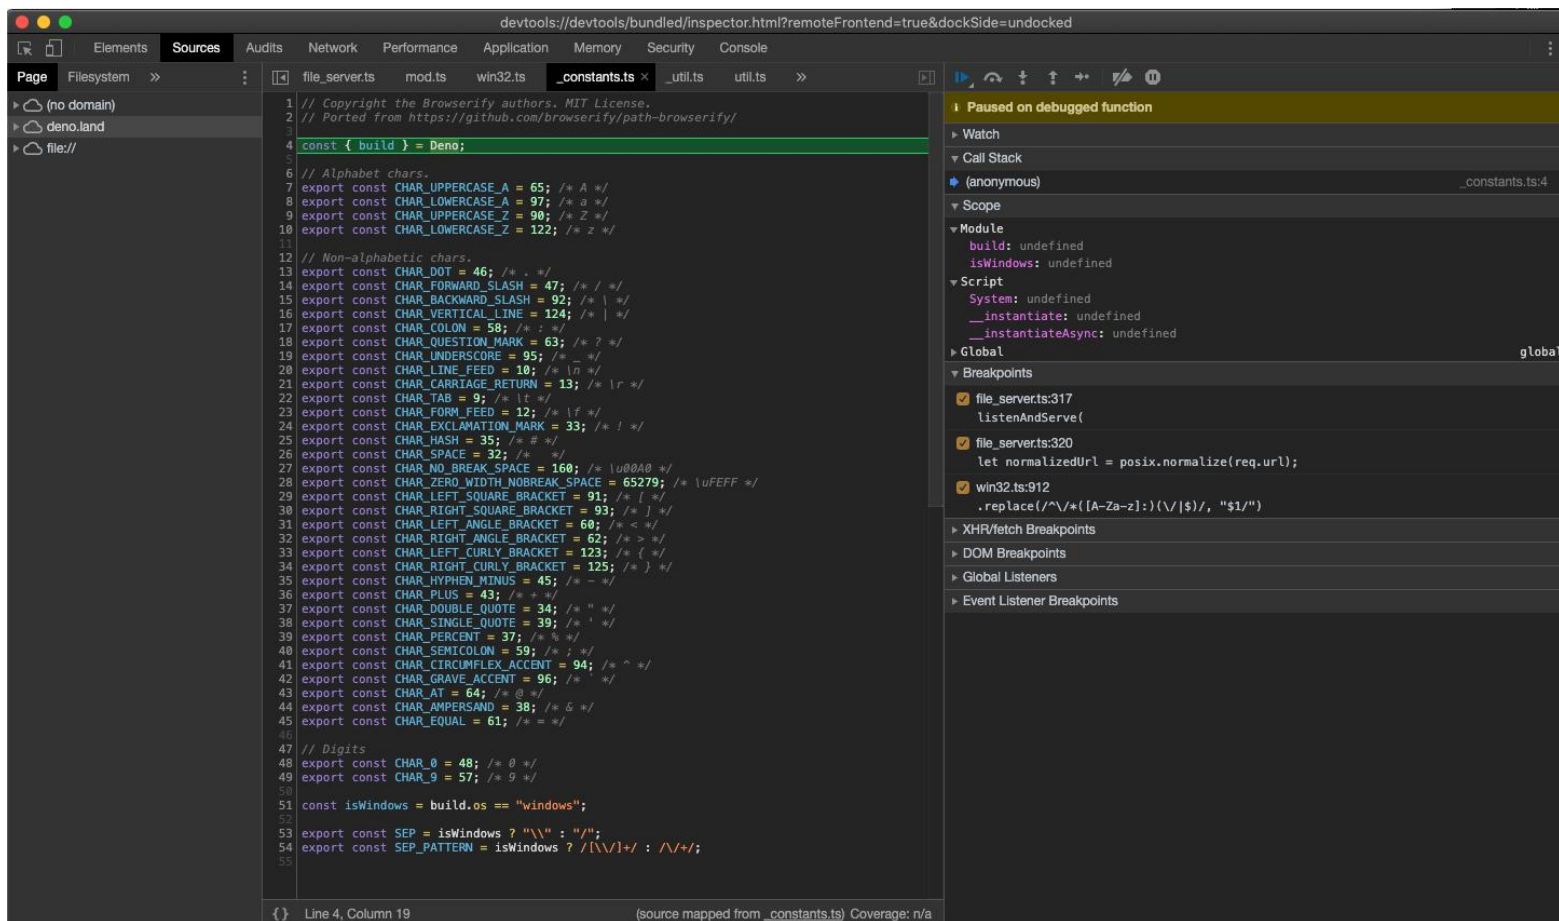 devtools://devtools/bundled/inspector.html?remoteFrontend=true&dockSide=undocked
Elements Sources Audits Network Performance Application Memory Security Console
Page Filesystem »
(no domain)
deno.land
file://
file_server.ts mod.ts win32.ts _constants.ts × _util.ts util.ts »
1 // Copyright the Browserify authors. MIT License.
2 // Ported from https://github.com/browserify/path-browserify/
3
4 const { build } = Deno;
5
6 // Alphabet chars.
7 export const CHAR_UPPERCASE_A = 65; /* A */
8 export const CHAR_LOWERCASE_A = 97; /* a */
9 export const CHAR_UPPERCASE_Z = 90; /* Z */
10 export const CHAR_LOWERCASE_Z = 122; /* z */
11
12 // Non-alphabetic chars.
13 export const CHAR_DOT = 46; /* . */
14 export const CHAR_FORWARD_SLASH = 47; /* / */
15 export const CHAR_BACKWARD_SLASH = 92; /* \ */
16 export const CHAR_VERTICAL_LINE = 124; /* | */
17 export const CHAR_COLON = 58; /* : */
18 export const CHAR_QUESTION_MARK = 63; /* ? */
19 export const CHAR_UNDERSCORE = 95; /* _ */
20 export const CHAR_LINE_FEED = 10; /* \n */
21 export const CHAR_CARRIAGE_RETURN = 13; /* \r */
22 export const CHAR_TAB = 9; /* \t */
23 export const CHAR_FORM_FEED = 12; /* \f */
24 export const CHAR_EXCLAMATION_MARK = 33; /* ! */
25 export const CHAR_HASH = 35; /* # */
26 export const CHAR_SPACE = 32; /*   */
27 export const CHAR_NO_BREAK_SPACE = 160; /* \u00A0 */
28 export const CHAR_ZERO_WIDTH_NOBREAK_SPACE = 65279; /* \uFEFF */
29 export const CHAR_LEFT_SQUARE_BRACKET = 91; /* [ */
30 export const CHAR_RIGHT_SQUARE_BRACKET = 93; /* ] */
31 export const CHAR_LEFT_ANGLE_BRACKET = 60; /* < */
32 export const CHAR_RIGHT_ANGLE_BRACKET = 62; /* > */
33 export const CHAR_LEFT_CURLY_BRACKET = 123; /* { */
34 export const CHAR_RIGHT_CURLY_BRACKET = 125; /* } */
35 export const CHAR_HYPHEN_MINUS = 45; /* - */
36 export const CHAR_PLUS = 43; /* + */
37 export const CHAR_DOUBLE_QUOTE = 34; /* " */
38 export const CHAR_SINGLE_QUOTE = 39; /* ' */
39 export const CHAR_PERCENT = 37; /* % */
40 export const CHAR_SEMICOLON = 59; /* ; */
41 export const CHAR_CIRCUMFLEX_ACCENT = 94; /* ^ */
42 export const CHAR_GRAVE_ACCENT = 96; /* ` */
43 export const CHAR_AT = 64; /* @ */
44 export const CHAR_AMPERSAND = 38; /* & */
45 export const CHAR_EQUAL = 61; /* = */
46
47 // Digits
48 export const CHAR_0 = 48; /* 0 */
49 export const CHAR_9 = 57; /* 9 */
50
51 const isWindows = build.os == "windows";
52
53 export const SEP = isWindows ? "\\" : "/";
54 export const SEP_PATTERN = isWindows ? /[\\/]+/ : /\/+/;
55
{} Line 4, Column 19 (source mapped from _constants.ts) Coverage: n/a
Paused on debugged function
Watch
Call Stack
(anonymous) _constants.ts:4
Scope
Module
build: undefined
isWindows: undefined
Script
System: undefined
__instantiate: undefined
__instantiateAsync: undefined
Global global
Breakpoints
file_server.ts:317
listenAndServe(
file_server.ts:320
let normalizedUrl = posix.normalize(req.url);
win32.ts:912
.replace(/^\/*([A-Za-z]:)(\/|$)/, "$1/")
XHR/fetch Breakpoints
DOM Breakpoints
Global Listeners
Event Listener Breakpoints